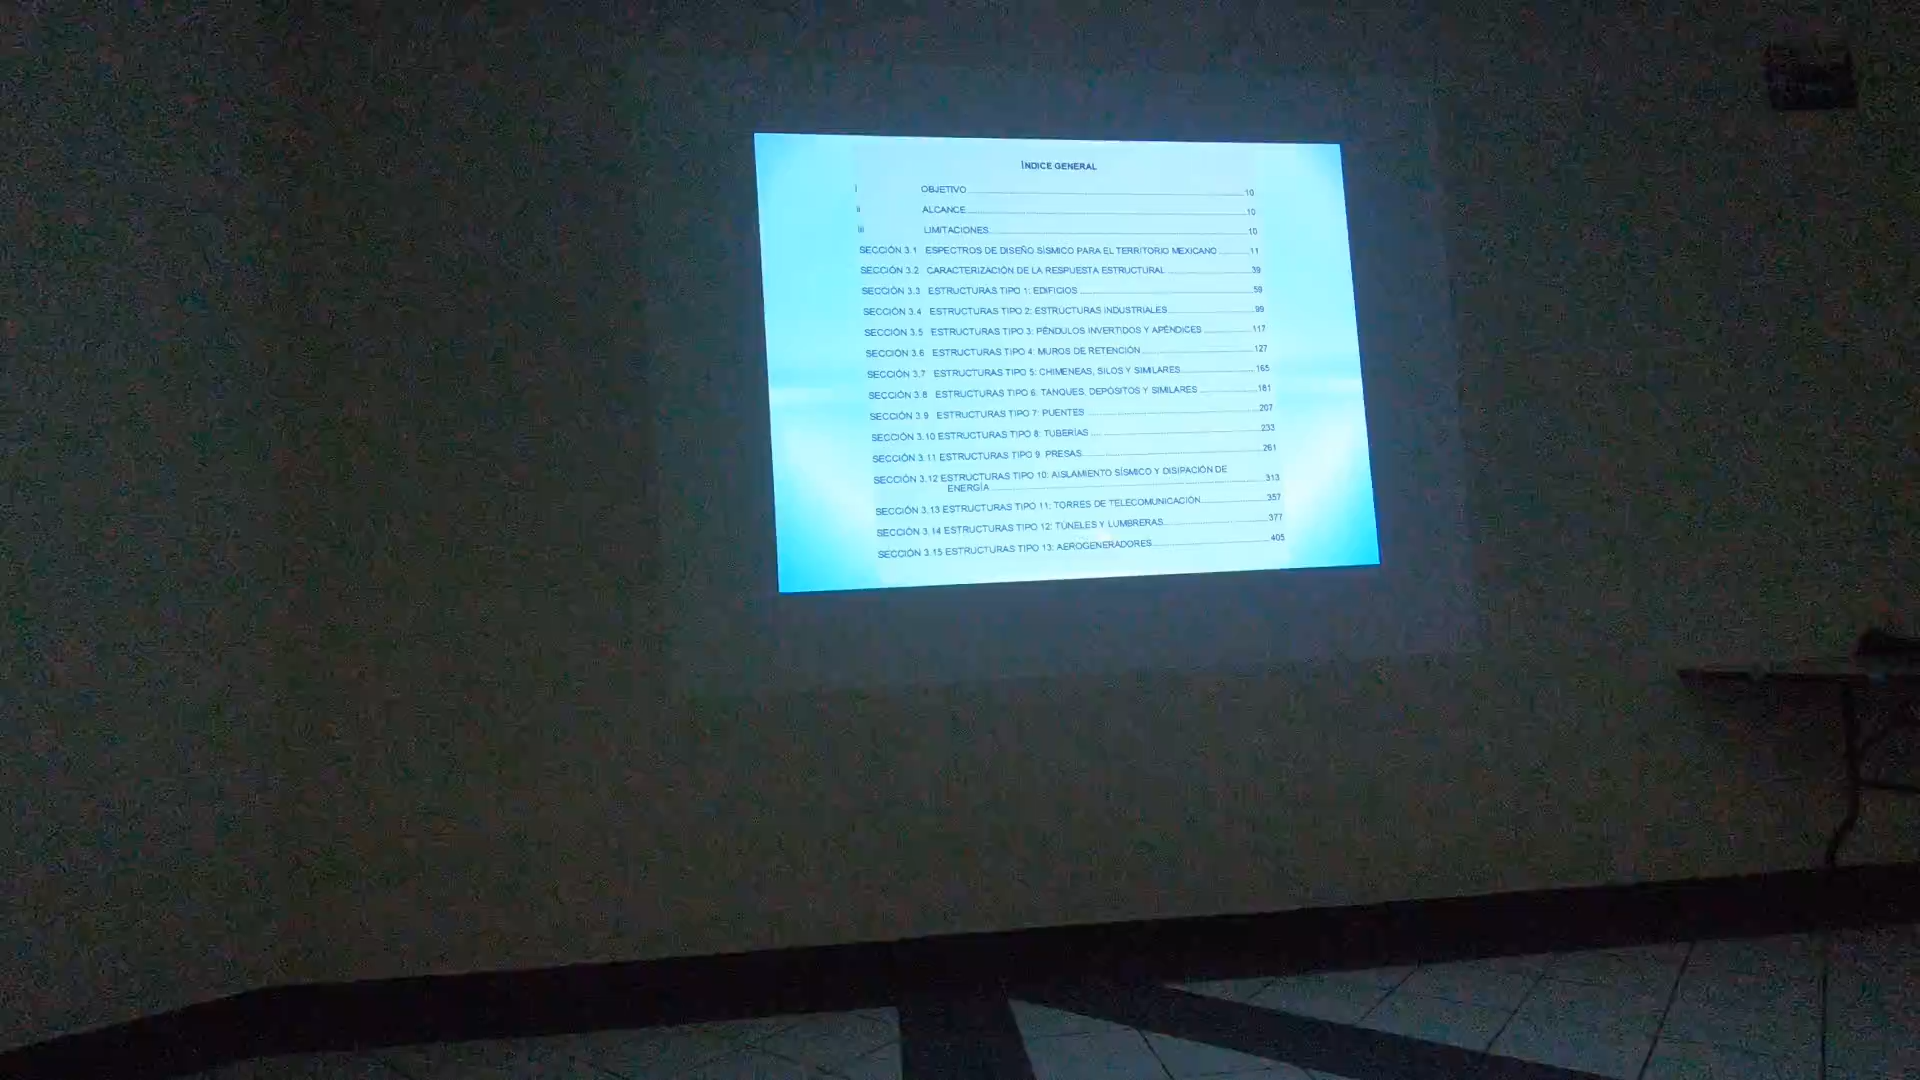 ÍNDICE GENERAL
i OBJETIVO 10
ii ALCANCE 10
iii LIMITACIONES 10
SECCIÓN 3.1 ESPECTROS DE DISEÑO SÍSMICO PARA EL TERRITORIO MEXICANO 11
SECCIÓN 3.2 CARACTERIZACIÓN DE LA RESPUESTA ESTRUCTURAL 39
SECCIÓN 3.3 ESTRUCTURAS TIPO 1: EDIFICIOS 59
SECCIÓN 3.4 ESTRUCTURAS TIPO 2: ESTRUCTURAS INDUSTRIALES 99
SECCIÓN 3.5 ESTRUCTURAS TIPO 3: PÉNDULOS INVERTIDOS Y APÉNDICES 117
SECCIÓN 3.6 ESTRUCTURAS TIPO 4: MUROS DE RETENCIÓN 127
SECCIÓN 3.7 ESTRUCTURAS TIPO 5: CHIMENEAS, SILOS Y SIMILARES 165
SECCIÓN 3.8 ESTRUCTURAS TIPO 6: TANQUES, DEPÓSITOS Y SIMILARES 181
SECCIÓN 3.9 ESTRUCTURAS TIPO 7: PUENTES 207
SECCIÓN 3.10 ESTRUCTURAS TIPO 8: TUBERÍAS 233
SECCIÓN 3.11 ESTRUCTURAS TIPO 9: PRESAS 261
SECCIÓN 3.12 ESTRUCTURAS TIPO 10: AISLAMIENTO SÍSMICO Y DISIPACIÓN DE
ENERGÍA 313
SECCIÓN 3.13 ESTRUCTURAS TIPO 11: TORRES DE TELECOMUNICACIÓN 357
SECCIÓN 3.14 ESTRUCTURAS TIPO 12: TÚNELES Y LUMBRERAS 377
SECCIÓN 3.15 ESTRUCTURAS TIPO 13: AEROGENERADORES 405